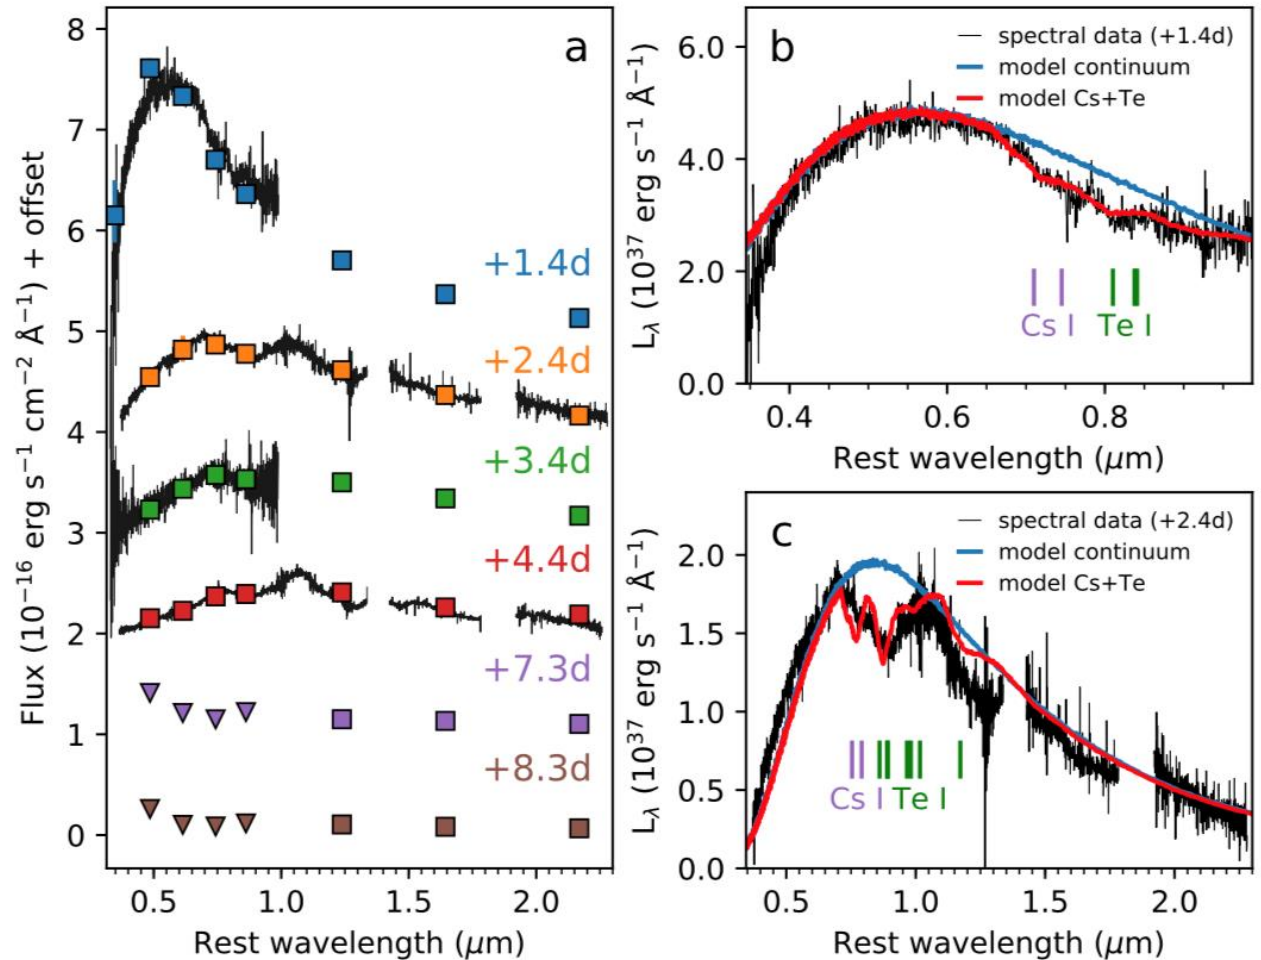 a
8
7
6
5
4
3
2
1
0
Flux (10⁻¹⁶ erg s⁻¹ cm⁻² Å⁻¹) + offset
+1.4d
+2.4d
+3.4d
+4.4d
+7.3d
+8.3d
0.5 1.0 1.5 2.0
Rest wavelength (μm)
b
spectral data (+1.4d)
model continuum
model Cs+Te
6.0
4.0
2.0
0.0
L_λ (10³⁷ erg s⁻¹ Å⁻¹)
Cs I Te I
0.4 0.6 0.8
Rest wavelength (μm)
c
spectral data (+2.4d)
model continuum
model Cs+Te
2.0
1.5
1.0
0.5
0.0
L_λ (10³⁷ erg s⁻¹ Å⁻¹)
Cs I Te I
0.5 1.0 1.5 2.0
Rest wavelength (μm)